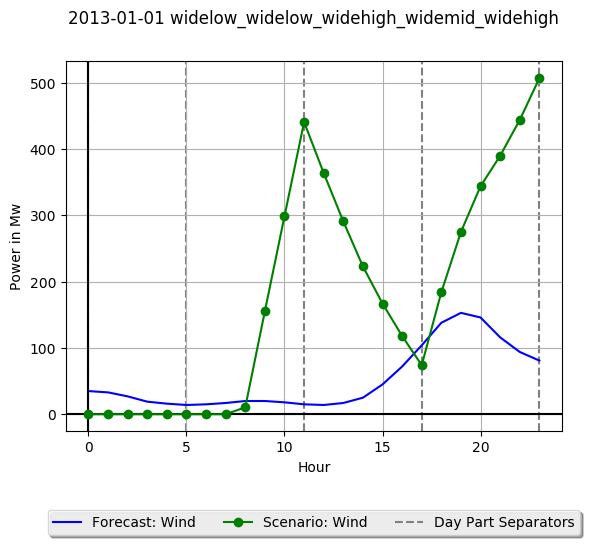 2013-01-01 widelow_widelow_widehigh_widemid_widehigh
500
400
300
200
100
0
Power in Mw
0 5 10 15 20
Hour
Forecast: Wind Scenario: Wind Day Part Separators